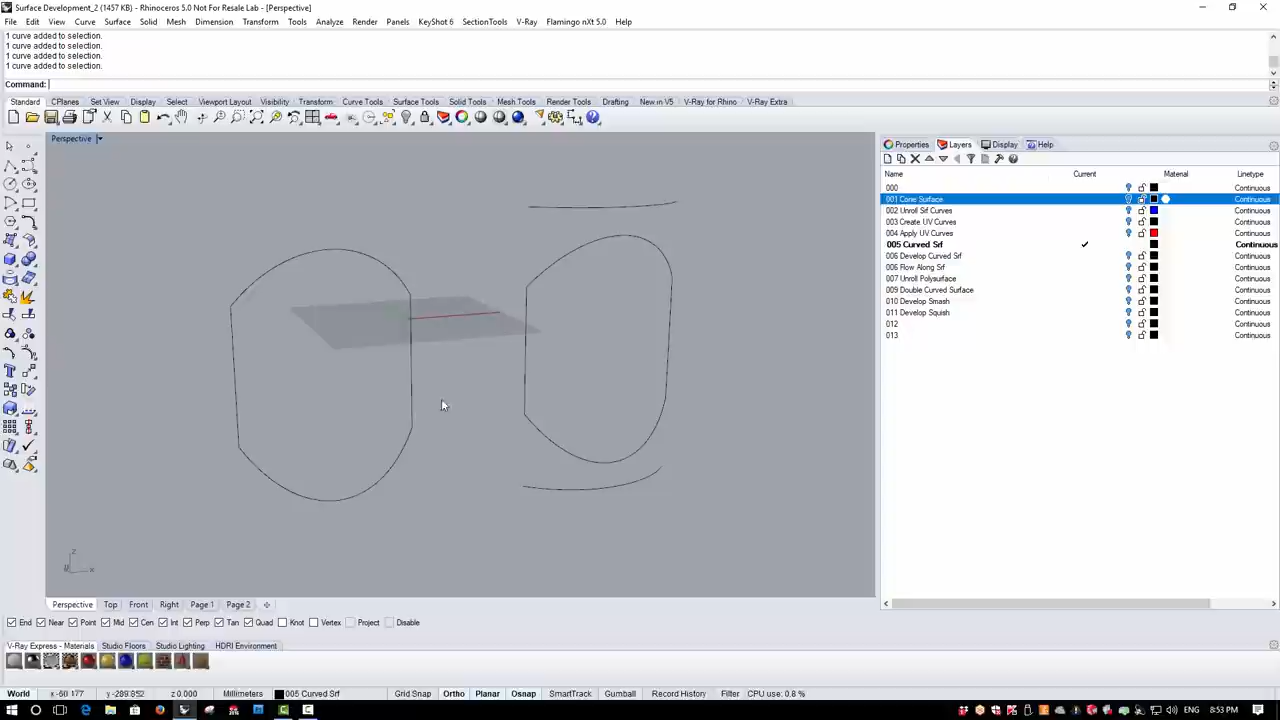 Surface Development_2 (1457 KB) - Rhinoceros 5.0 Not For Resale Lab - [Perspective]
File Edit View Curve Surface Solid Mesh Dimension Transform Tools Analyze Render Panels KeyShot 6 SectionTools V-Ray Flamingo nXt 5.0 Help
1 curve added to selection.
1 curve added to selection.
1 curve added to selection.
1 curve added to selection.
Command:
Standard CPlanes Set View Display Select Viewport Layout Visibility Transform Curve Tools Surface Tools Solid Tools Mesh Tools Render Tools Drafting New in V5 V-Ray for Rhino V-Ray Extra
Perspective
Properties Layers Display Help
Name Current Material Linetype
000 Continuous
001 Cone Surface Continuous
002 Unroll Srf Curves Continuous
003 Create UV Curves Continuous
004 Apply UV Curves Continuous
005 Curved Srf Continuous
006 Develop Curved Srf Continuous
006 Flow Along Srf Continuous
007 Unroll Polysurface Continuous
009 Double Curved Surface Continuous
010 Develop Smash Continuous
011 Develop Squish Continuous
012 Continuous
013 Continuous
z
x
Perspective Top Front Right Page 1 Page 2
End Near Point Mid Cen Int Perp Tan Quad Knot Vertex Project Disable
V-Ray Express - Materials Studio Floors Studio Lighting HDRI Environment
World x -60.177 y -289.852 z 0.000 Millimeters 005 Curved Srf Grid Snap Ortho Planar Osnap SmartTrack Gumball Record History Filter CPU use: 0.8 %
8:53 PM